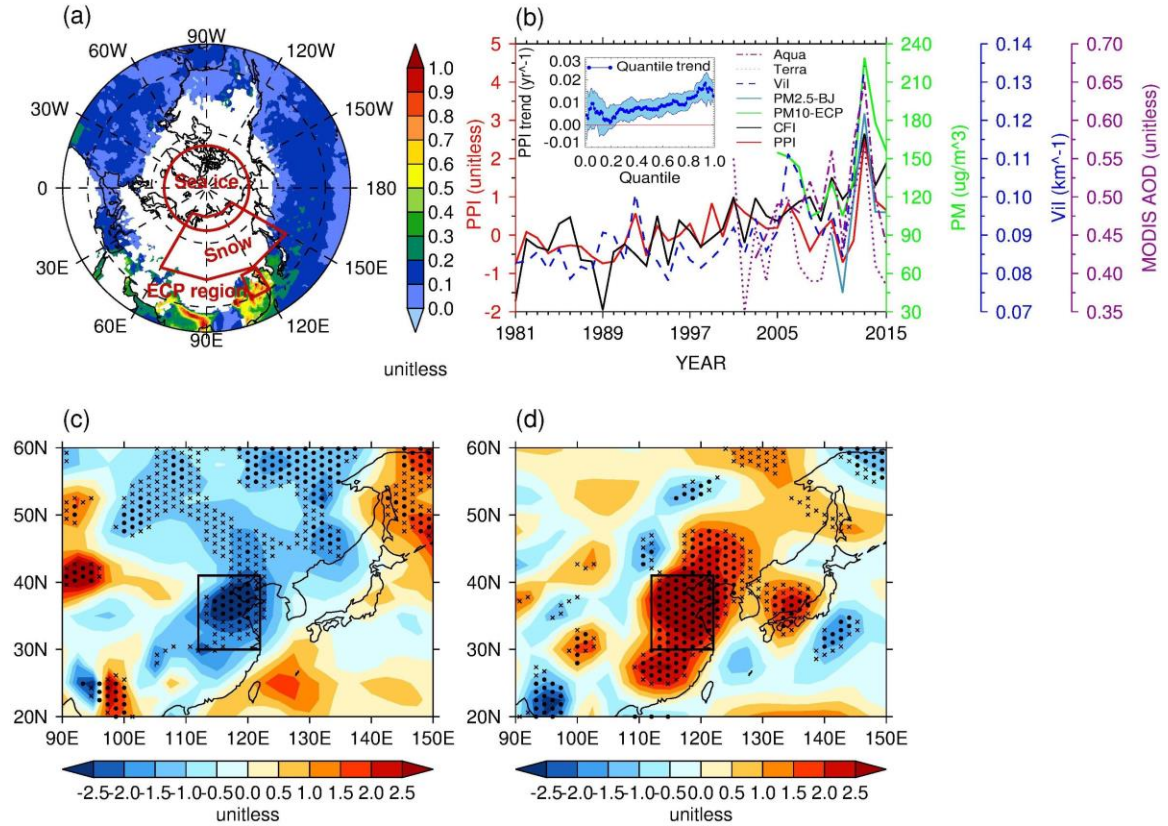 (a)
90W
60W
120W
30W
150W
0
180
30E
150E
60E
120E
90E
Sea ice
Snow
ECP region
1.0
0.9
0.8
0.7
0.6
0.5
0.4
0.3
0.2
0.1
0.0
unitless
(b)
PPI (unitless)
5
4
3
2
1
0
-1
-2
1981
1989
1997
2005
2015
YEAR
PPI trend (yr^-1)
0.03
0.02
0.01
0.00
-0.01
Quantile trend
0.0 0.2 0.4 0.6 0.8 1.0
Quantile
Aqua
Terra
Vil
PM2.5-BJ
PM10-ECP
CFI
PPI
240
210
180
150
120
90
60
30
PM (ug/m^3)
0.14
0.13
0.12
0.11
0.10
0.09
0.08
0.07
Vil (km^-1)
0.70
0.65
0.60
0.55
0.50
0.45
0.40
0.35
MODIS AOD (unitless)
(c)
60N
50N
40N
30N
20N
90E 100E 110E 120E 130E 140E 150E
-2.5 -2.0 -1.5 -1.0 -0.5 0.0 0.5 1.0 1.5 2.0 2.5
unitless
(d)
60N
50N
40N
30N
20N
90E 100E 110E 120E 130E 140E 150E
-2.5 -2.0 -1.5 -1.0 -0.5 0.0 0.5 1.0 1.5 2.0 2.5
unitless